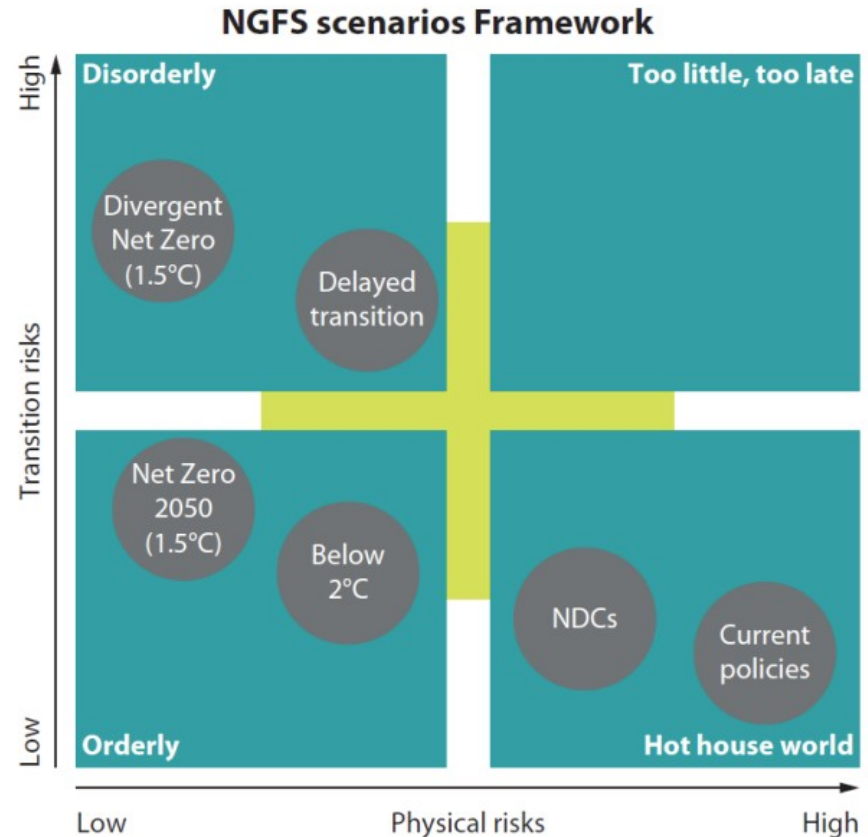 NGFS scenarios Framework
High
Disorderly
Too little, too late
Divergent
Net Zero
(1.5°C)
Delayed
transition
Transition risks
Net Zero
2050
(1.5°C)
Below
2°C
NDCs
Current
policies
Low
Orderly
Hot house world
Low
Physical risks
High